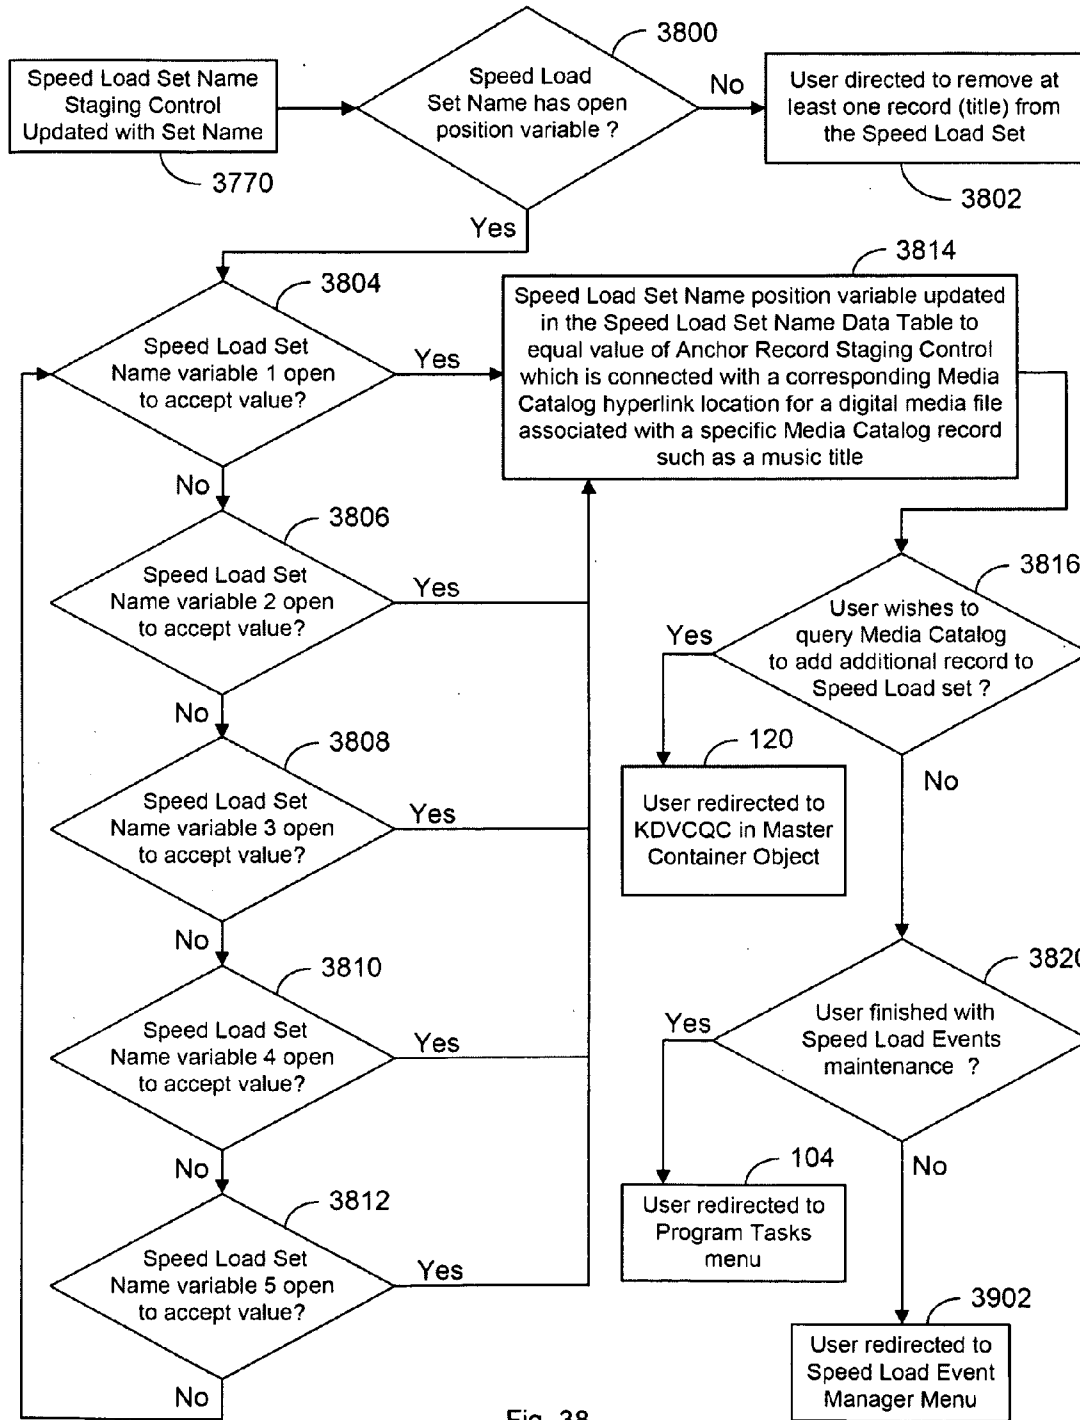 3800
Speed Load Set Name
Staging Control
Updated with Set Name
3770
Speed Load
Set Name has open
position variable ?
No
User directed to remove at
least one record (title) from
the Speed Load Set
3802
Yes
3804
Speed Load Set
Name variable 1 open
to accept value?
Yes
3814
Speed Load Set Name position variable updated
in the Speed Load Set Name Data Table to
equal value of Anchor Record Staging Control
which is connected with a corresponding Media
Catalog hyperlink location for a digital media file
associated with a specific Media Catalog record
such as a music title
No
3806
Speed Load Set
Name variable 2 open
to accept value?
Yes
No
3808
Speed Load Set
Name variable 3 open
to accept value?
Yes
No
3810
Speed Load Set
Name variable 4 open
to accept value?
Yes
No
3812
Speed Load Set
Name variable 5 open
to accept value?
Yes
No
3816
User wishes to
query Media Catalog
to add additional record to
Speed Load set ?
Yes
120
User redirected to
KDVCQC in Master
Container Object
No
3820
User finished with
Speed Load Events
maintenance ?
Yes
104
User redirected to
Program Tasks
menu
No
3902
User redirected to
Speed Load Event
Manager Menu
Fig. 38